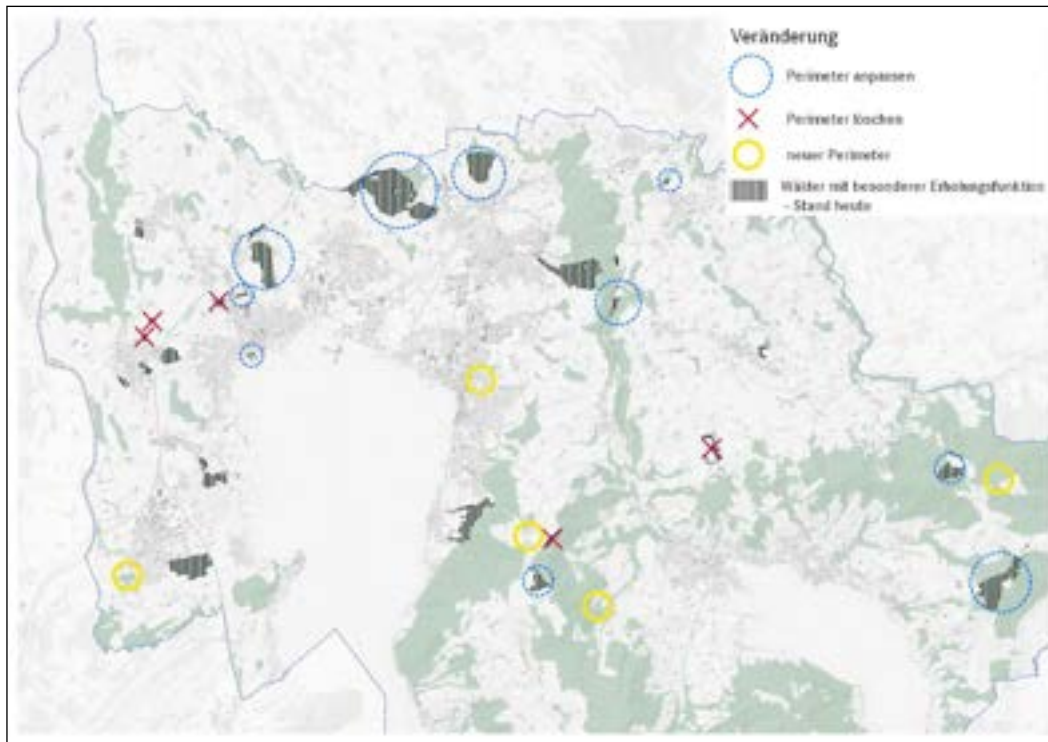 Veränderung
Perimeter anpassen
Perimeter löschen
neuer Perimeter
Wälder mit besonderer Erholungsfunktion
– Stand heute